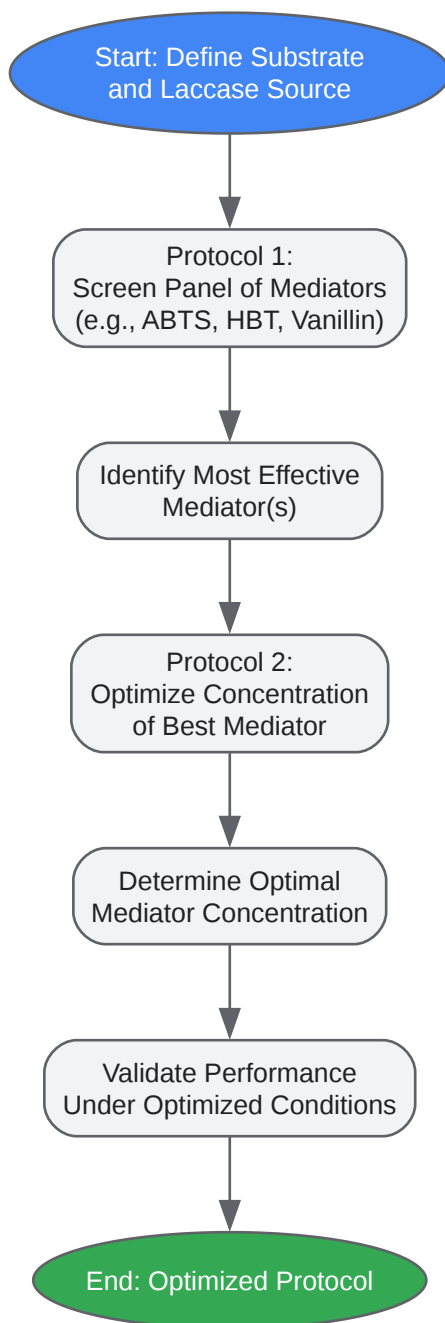 Start: Define Substrate
and Laccase Source
Protocol 1:
Screen Panel of Mediators
(e.g., ABTS, HBT, Vanillin)
Identify Most Effective
Mediator(s)
Protocol 2:
Optimize Concentration
of Best Mediator
Determine Optimal
Mediator Concentration
Validate Performance
Under Optimized Conditions
End: Optimized Protocol